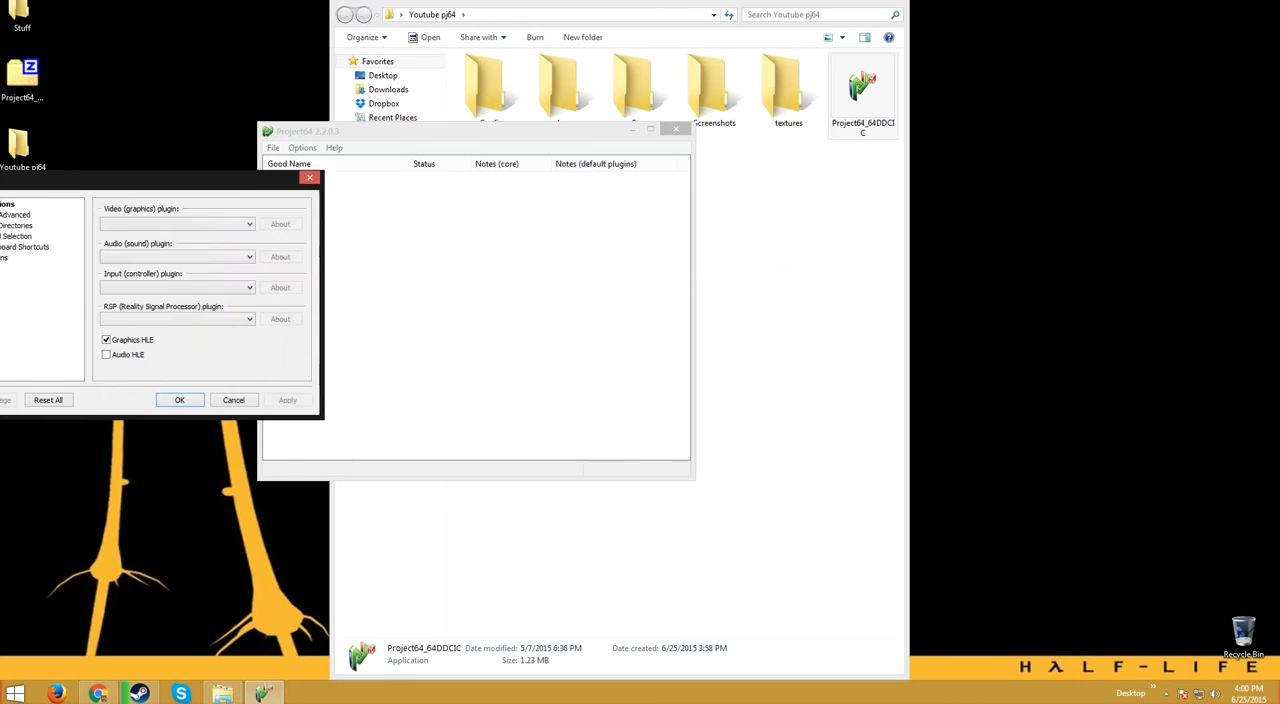 Stuff
Project64_...
Youtube pj64
Youtube pj64
Search Youtube pj64
Organize
Open
Share with
Burn
New folder
Favorites
Desktop
Downloads
Dropbox
Recent Places
Screenshots
textures
Project64_64DDCI
C
Project64 2.2.0.3
File
Options
Help
Good Name
Status
Notes (core)
Notes (default plugins)
ions
Advanced
Directories
Selection
oard Shortcuts
ns
Video (graphics) plugin:
About
Audio (sound) plugin:
About
Input (controller) plugin:
About
RSP (Reality Signal Processor) plugin:
About
Graphics HLE
Audio HLE
age
Reset All
OK
Cancel
Apply
Project64_64DDCIC
Date modified: 5/7/2015 6:36 PM
Date created: 6/25/2015 3:58 PM
Application
Size: 1.23 MB
Recycle Bin
HλLF-LIFE
Desktop
4:00 PM
6/25/2015